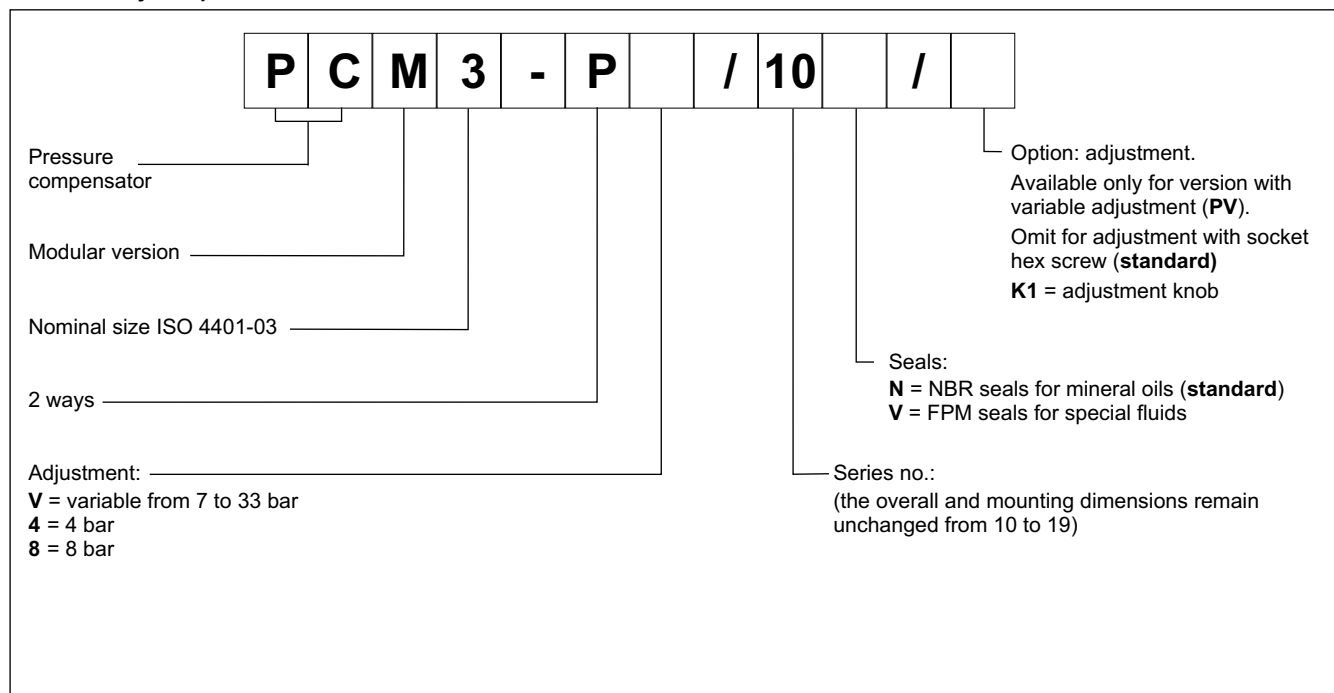 P C M 3 - P / 10 /
Pressure
compensator
Modular version
Nominal size ISO 4401-03
2 ways
Adjustment:
V = variable from 7 to 33 bar
4 = 4 bar
8 = 8 bar
Option: adjustment.
Available only for version with
variable adjustment (PV).
Omit for adjustment with socket
hex screw (standard)
K1 = adjustment knob
Seals:
N = NBR seals for mineral oils (standard)
V = FPM seals for special fluids
Series no.:
(the overall and mounting dimensions remain
unchanged from 10 to 19)